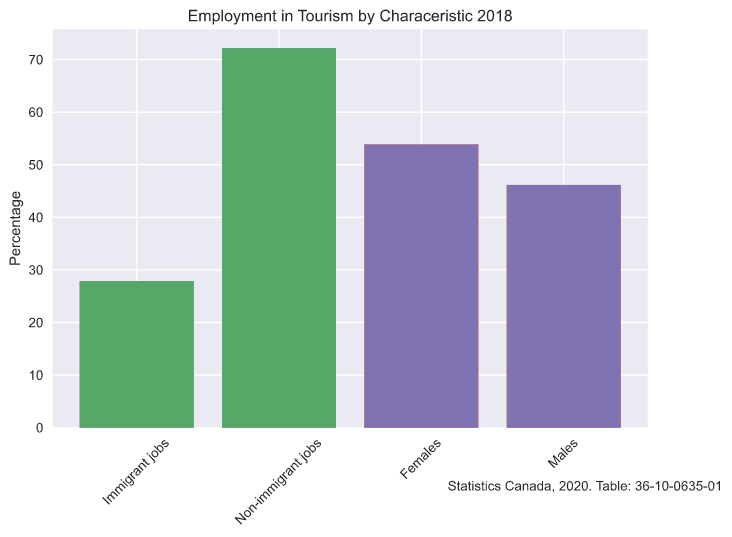 Employment in Tourism by Characeristic 2018
Percentage
70
60
50
40
30
20
10
0
Immigrant jobs
Non-immigrant jobs
Females
Males
Statistics Canada, 2020. Table: 36-10-0635-01